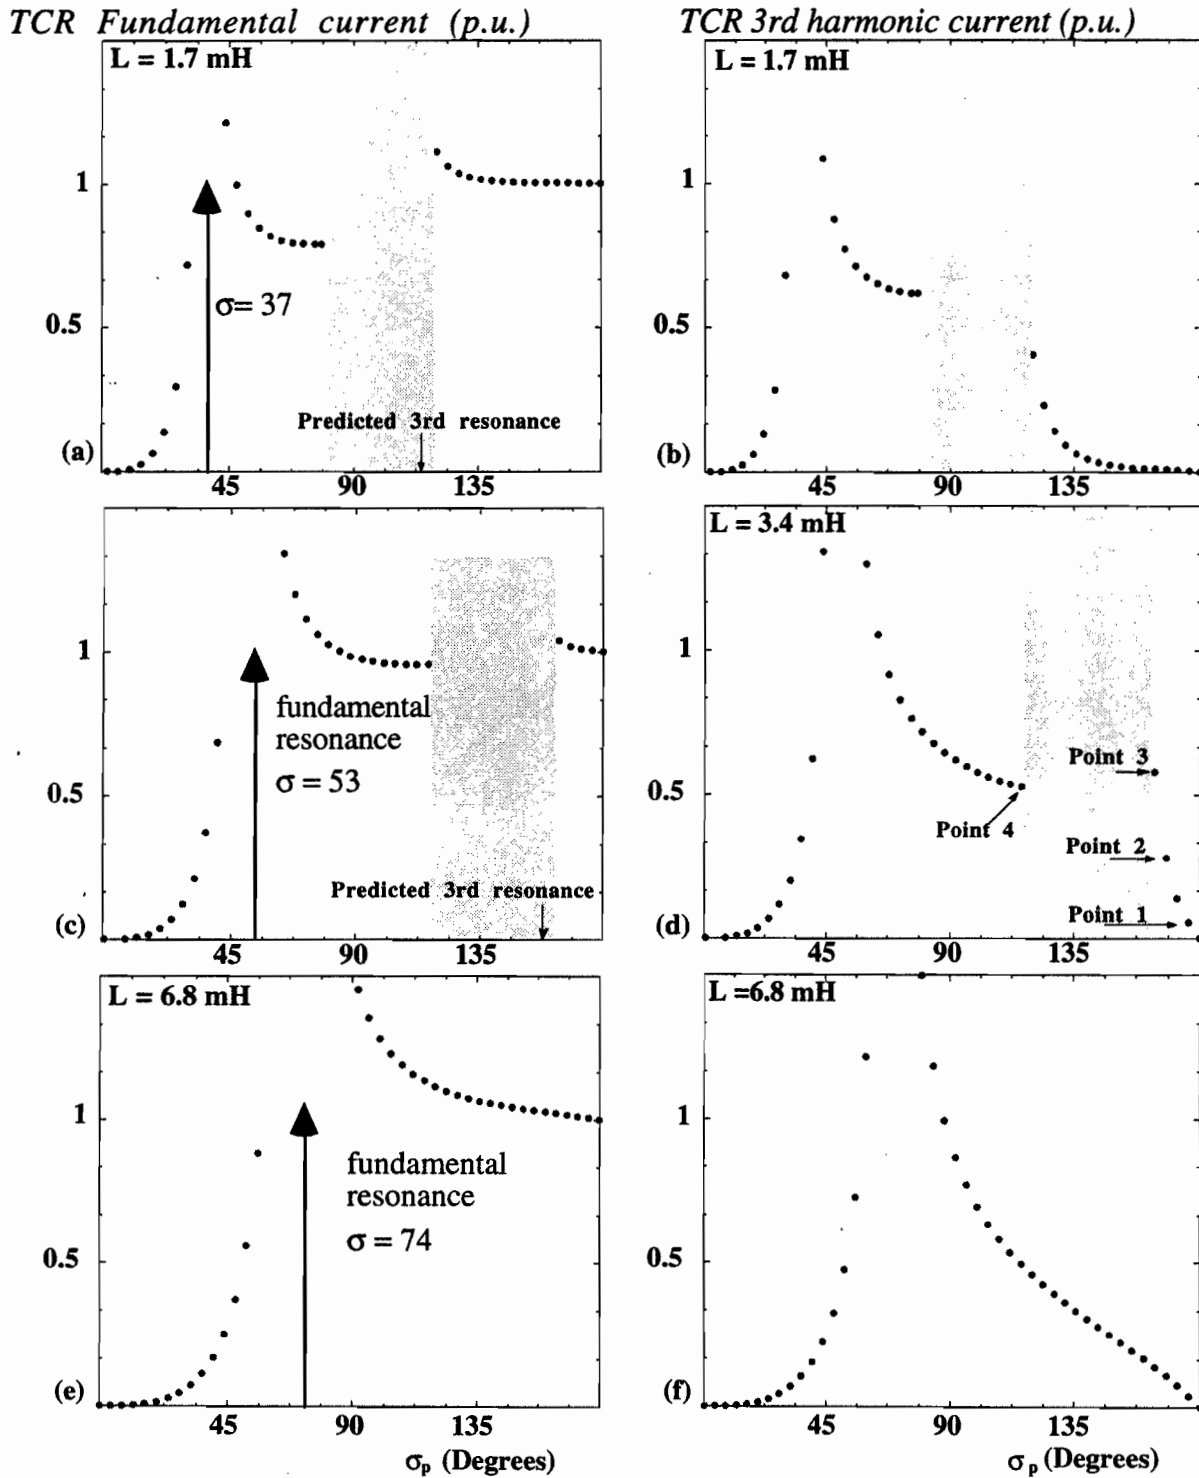 TCR Fundamental current (p.u.)
TCR 3rd harmonic current (p.u.)
L = 1.7 mH
1
0.5
σ= 37
Predicted 3rd resonance
(a)
45
90
135
L = 1.7 mH
1
0.5
(b)
45
90
135
1
0.5
fundamental
resonance
σ = 53
Predicted 3rd resonance
(c)
45
90
135
L = 3.4 mH
1
0.5
Point 3
Point 4
Point 2
Point 1
(d)
45
90
135
L = 6.8 mH
1
0.5
fundamental
resonance
σ = 74
(e)
45
90
135
σp (Degrees)
L =6.8 mH
1
0.5
(f)
45
90
135
σp (Degrees)